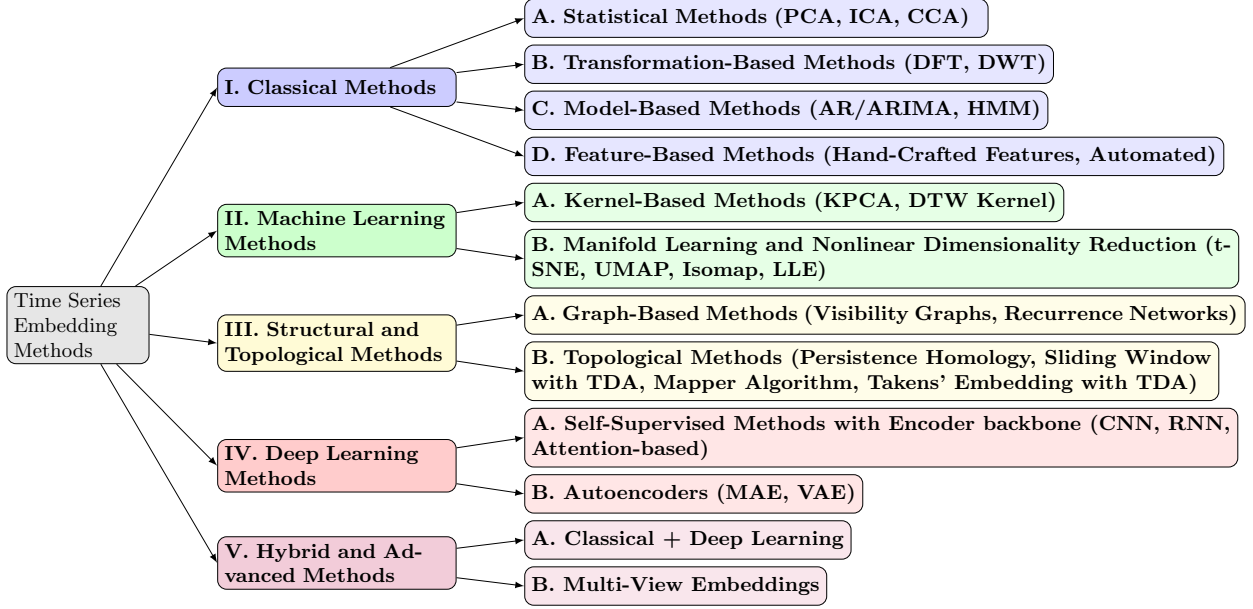 Time Series
Embedding
Methods
I. Classical Methods
A. Statistical Methods (PCA, ICA, CCA)
B. Transformation-Based Methods (DFT, DWT)
C. Model-Based Methods (AR/ARIMA, HMM)
D. Feature-Based Methods (Hand-Crafted Features, Automated)
II. Machine Learning
Methods
A. Kernel-Based Methods (KPCA, DTW Kernel)
B. Manifold Learning and Nonlinear Dimensionality Reduction (t-
SNE, UMAP, Isomap, LLE)
III. Structural and
Topological Methods
A. Graph-Based Methods (Visibility Graphs, Recurrence Networks)
B. Topological Methods (Persistence Homology, Sliding Window
with TDA, Mapper Algorithm, Takens' Embedding with TDA)
IV. Deep Learning
Methods
A. Self-Supervised Methods with Encoder backbone (CNN, RNN,
Attention-based)
B. Autoencoders (MAE, VAE)
V. Hybrid and Ad-
vanced Methods
A. Classical + Deep Learning
B. Multi-View Embeddings